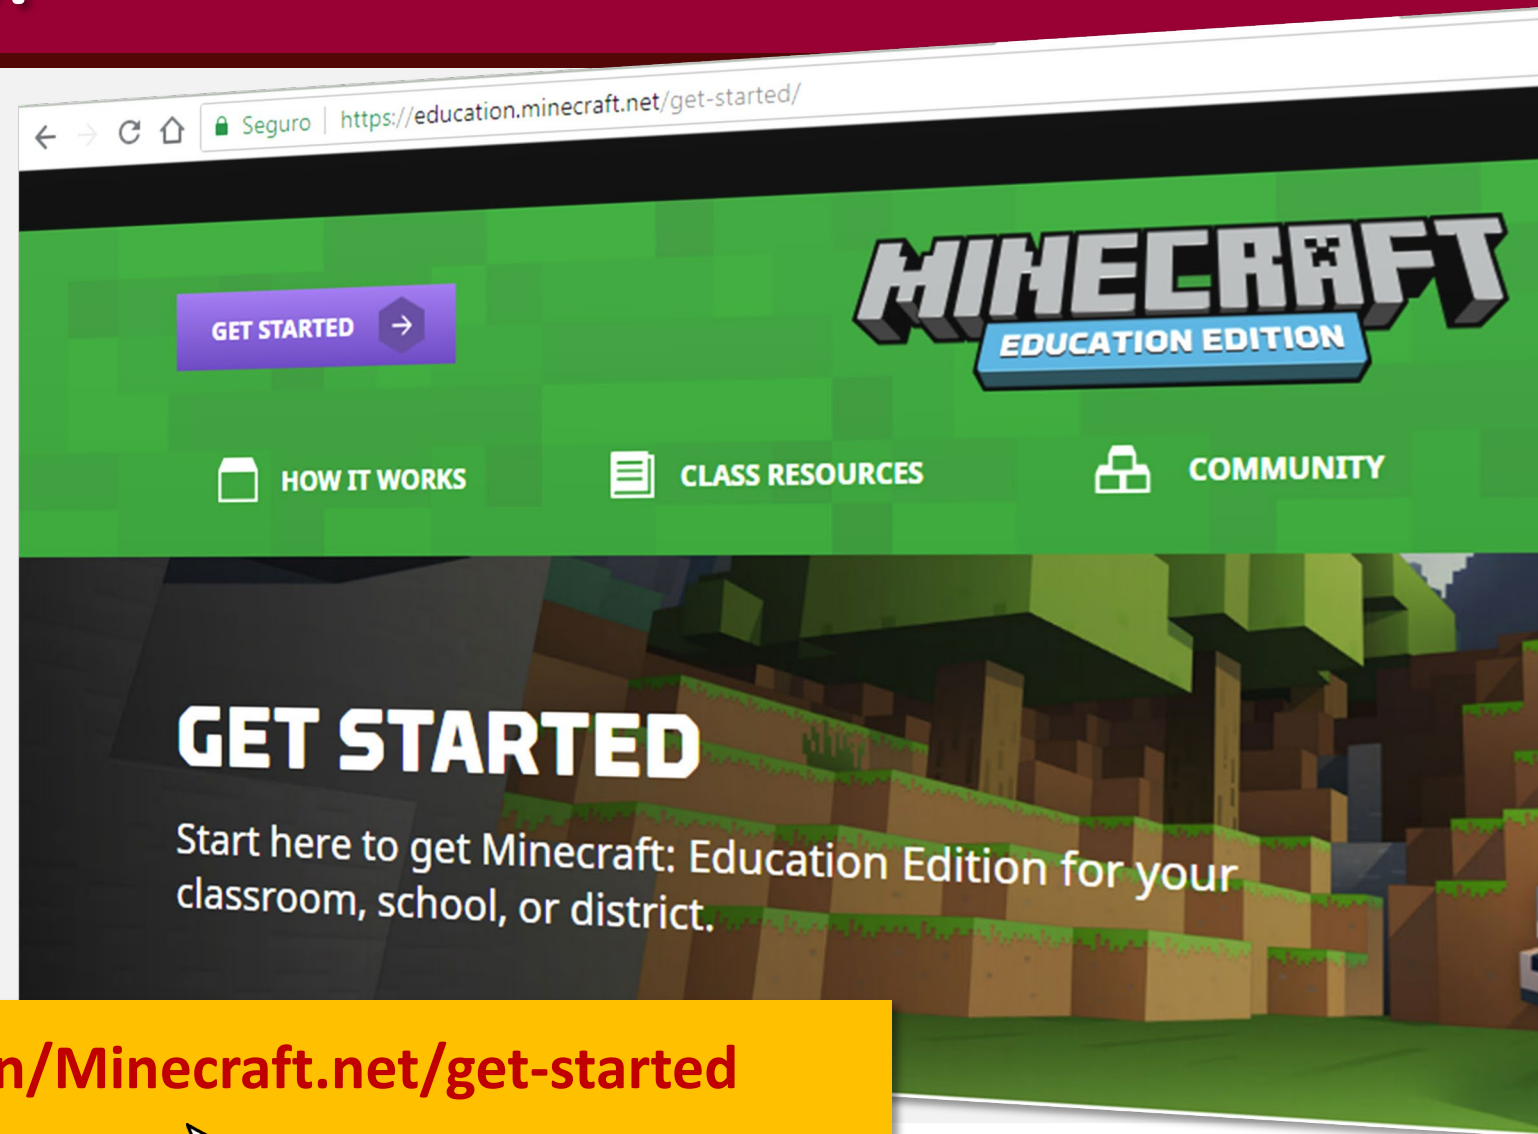 Seguro
https://education.minecraft.net/get-started/
GET STARTED
MINECRAFT
EDUCATION EDITION
HOW IT WORKS
CLASS RESOURCES
COMMUNITY
GET STARTED
Start here to get Minecraft: Education Edition for your
classroom, school, or district.
n/Minecraft.net/get-started